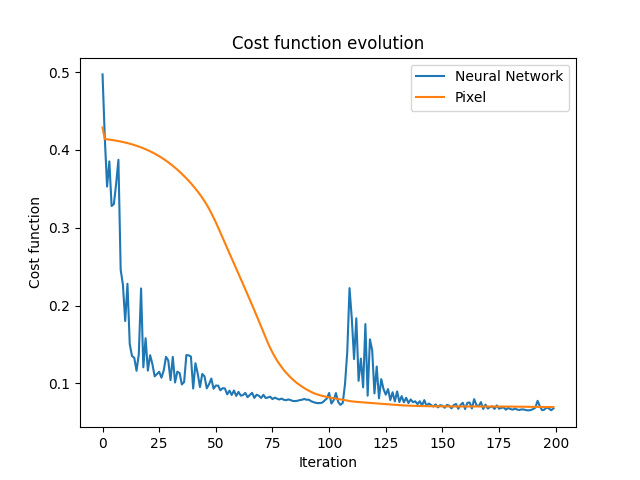 Cost function evolution
Neural Network
Pixel
Cost function
0.5
0.4
0.3
0.2
0.1
0 25 50 75 100 125 150 175 200
Iteration